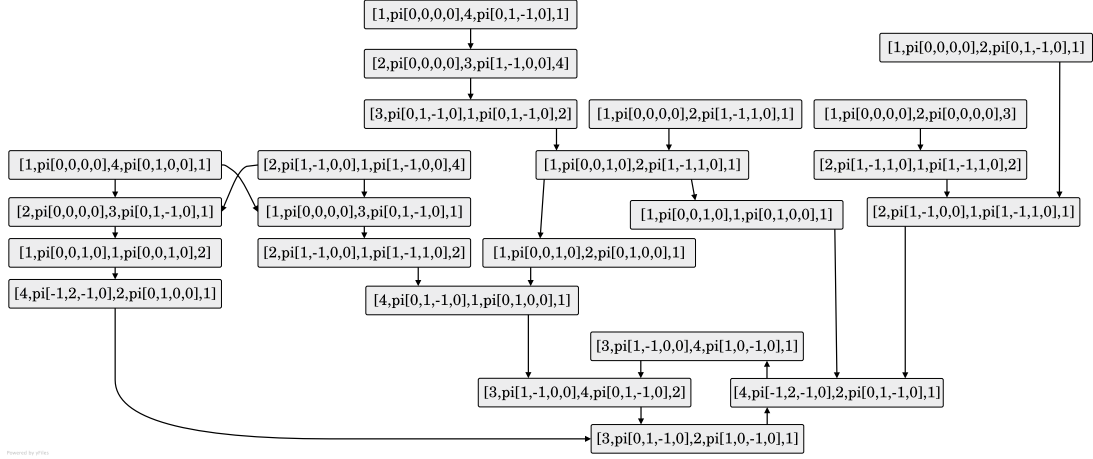 [1,pi[0,0,0,0],4,pi[0,1,-1,0],1]
[1,pi[0,0,0,0],2,pi[0,1,-1,0],1]
[2,pi[0,0,0,0],3,pi[1,-1,0,0],4]
[3,pi[0,1,-1,0],1,pi[0,1,-1,0],2]
[1,pi[0,0,0,0],2,pi[1,-1,1,0],1]
[1,pi[0,0,0,0],2,pi[0,0,0,0],3]
[1,pi[0,0,0,0],4,pi[0,1,0,0],1]
[2,pi[1,-1,0,0],1,pi[1,-1,0,0],4]
[1,pi[0,0,1,0],2,pi[1,-1,1,0],1]
[2,pi[1,-1,1,0],1,pi[1,-1,1,0],2]
[2,pi[0,0,0,0],3,pi[0,1,-1,0],1]
[1,pi[0,0,0,0],3,pi[0,1,-1,0],1]
[1,pi[0,0,1,0],1,pi[0,1,0,0],1]
[2,pi[1,-1,0,0],1,pi[1,-1,1,0],1]
[1,pi[0,0,1,0],1,pi[0,0,1,0],2]
[2,pi[1,-1,0,0],1,pi[1,-1,1,0],2]
[1,pi[0,0,1,0],2,pi[0,1,0,0],1]
[4,pi[-1,2,-1,0],2,pi[0,1,0,0],1]
[4,pi[0,1,-1,0],1,pi[0,1,0,0],1]
[3,pi[1,-1,0,0],4,pi[1,0,-1,0],1]
[3,pi[1,-1,0,0],4,pi[0,1,-1,0],2]
[4,pi[-1,2,-1,0],2,pi[0,1,-1,0],1]
[3,pi[0,1,-1,0],2,pi[1,0,-1,0],1]
Powered by yFiles